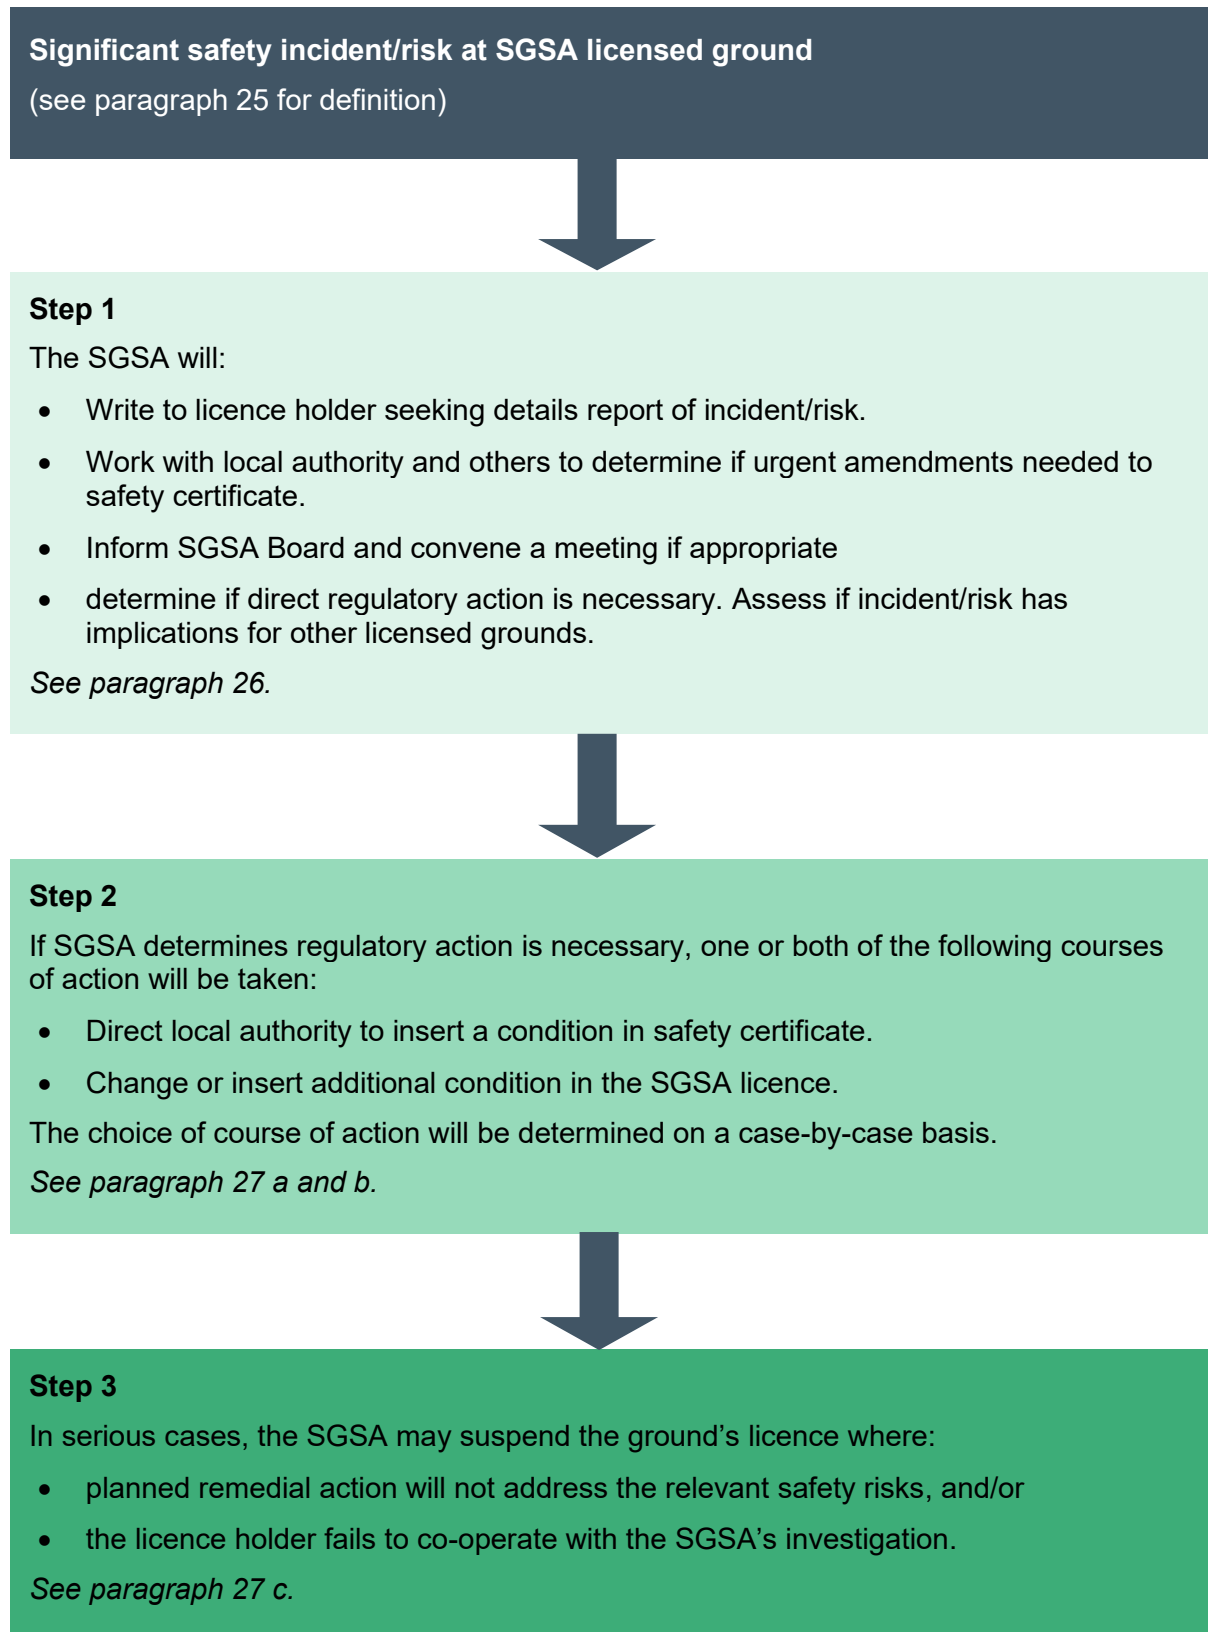 Significant safety incident/risk at SGSA licensed ground
(see paragraph 25 for definition)
Step 1
The SGSA will:
• Write to licence holder seeking details report of incident/risk.
• Work with local authority and others to determine if urgent amendments needed to
safety certificate.
• Inform SGSA Board and convene a meeting if appropriate
• determine if direct regulatory action is necessary. Assess if incident/risk has
implications for other licensed grounds.
See paragraph 26.
Step 2
If SGSA determines regulatory action is necessary, one or both of the following courses
of action will be taken:
• Direct local authority to insert a condition in safety certificate.
• Change or insert additional condition in the SGSA licence.
The choice of course of action will be determined on a case-by-case basis.
See paragraph 27 a and b.
Step 3
In serious cases, the SGSA may suspend the ground’s licence where:
• planned remedial action will not address the relevant safety risks, and/or
• the licence holder fails to co-operate with the SGSA’s investigation.
See paragraph 27 c.